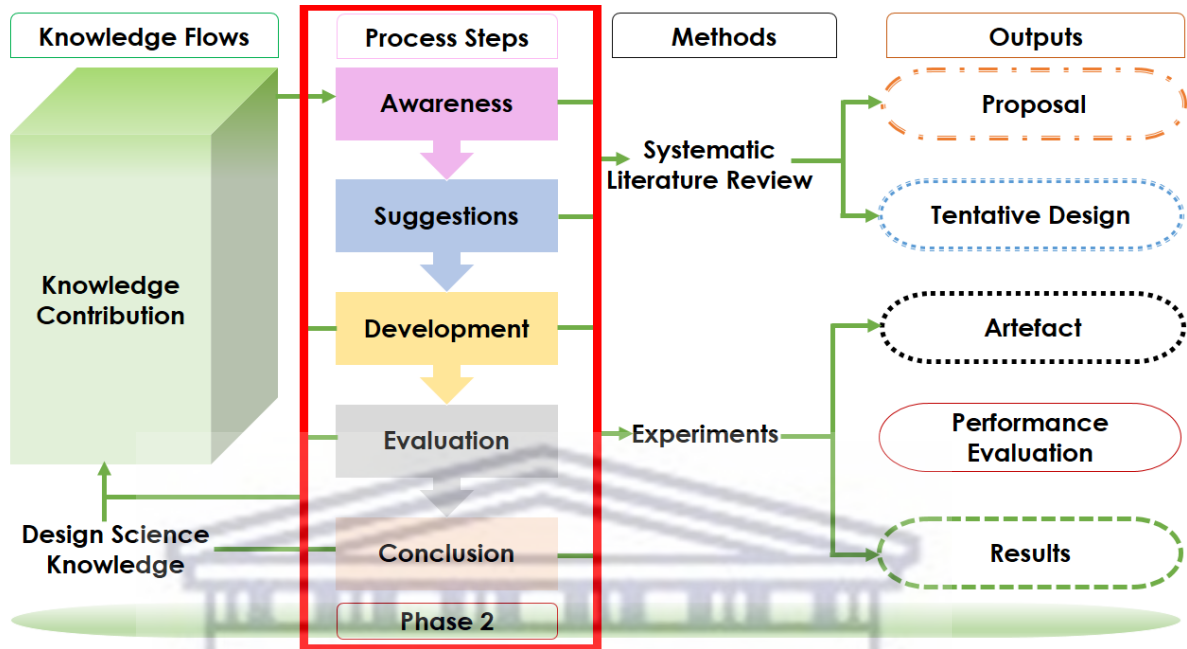 Knowledge Flows
Process Steps
Methods
Outputs
Awareness
Proposal
Systematic
Literature Review
Suggestions
Tentative Design
Knowledge
Contribution
Development
Artefact
Evaluation
Experiments
Performance
Evaluation
Design Science
Knowledge
Conclusion
Results
Phase 2